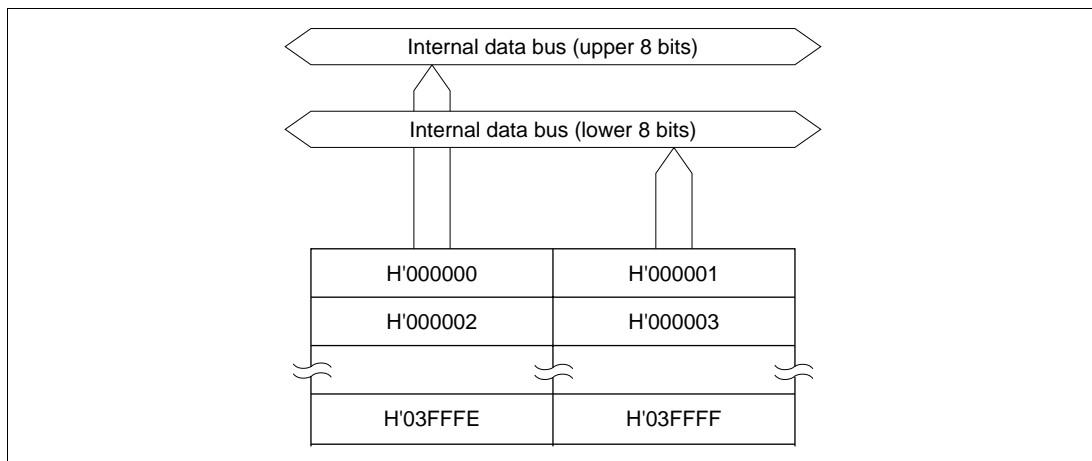 Internal data bus (upper 8 bits)
Internal data bus (lower 8 bits)
H'000000 H'000001
H'000002 H'000003
H'03FFFE H'03FFFF